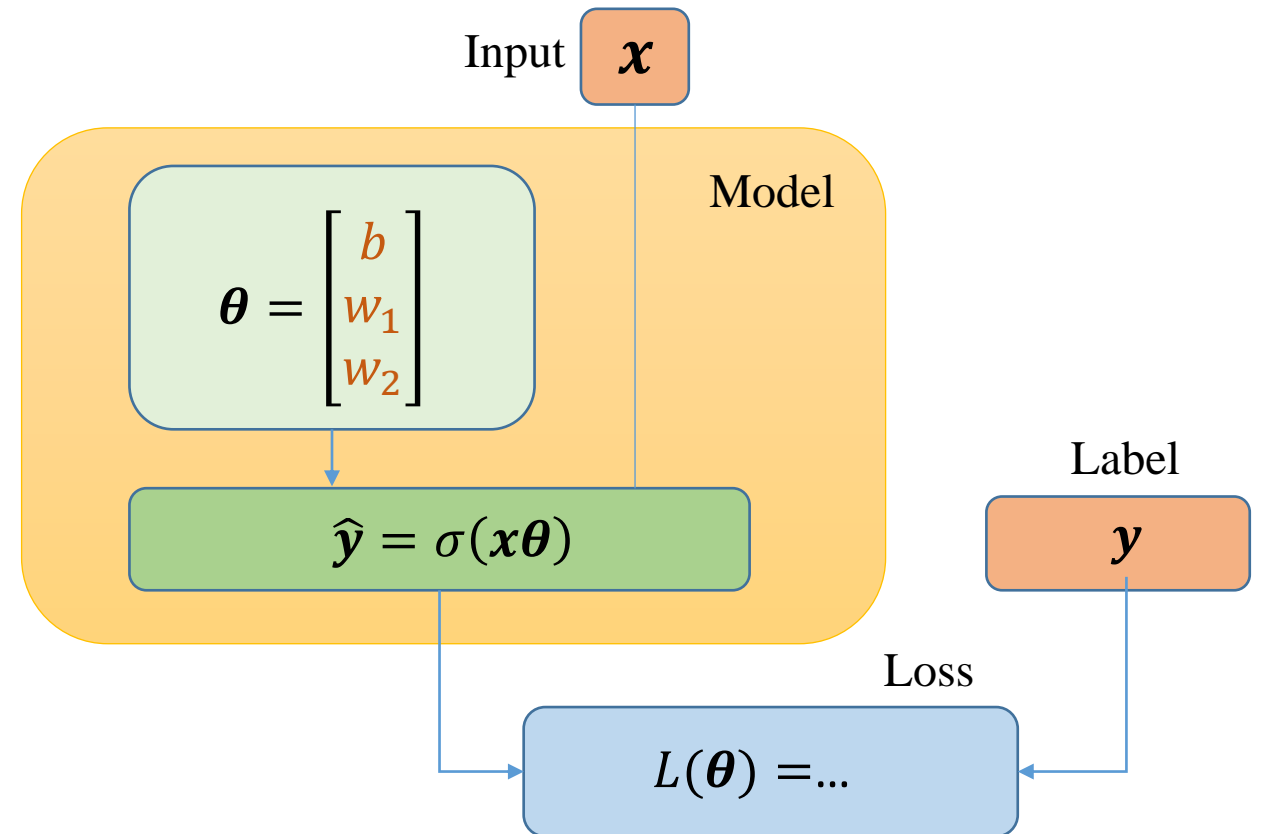 Input
x
Model
θ = [b
w₁
w₂]
ŷ = σ(xθ)
Label
y
Loss
L(θ) =...